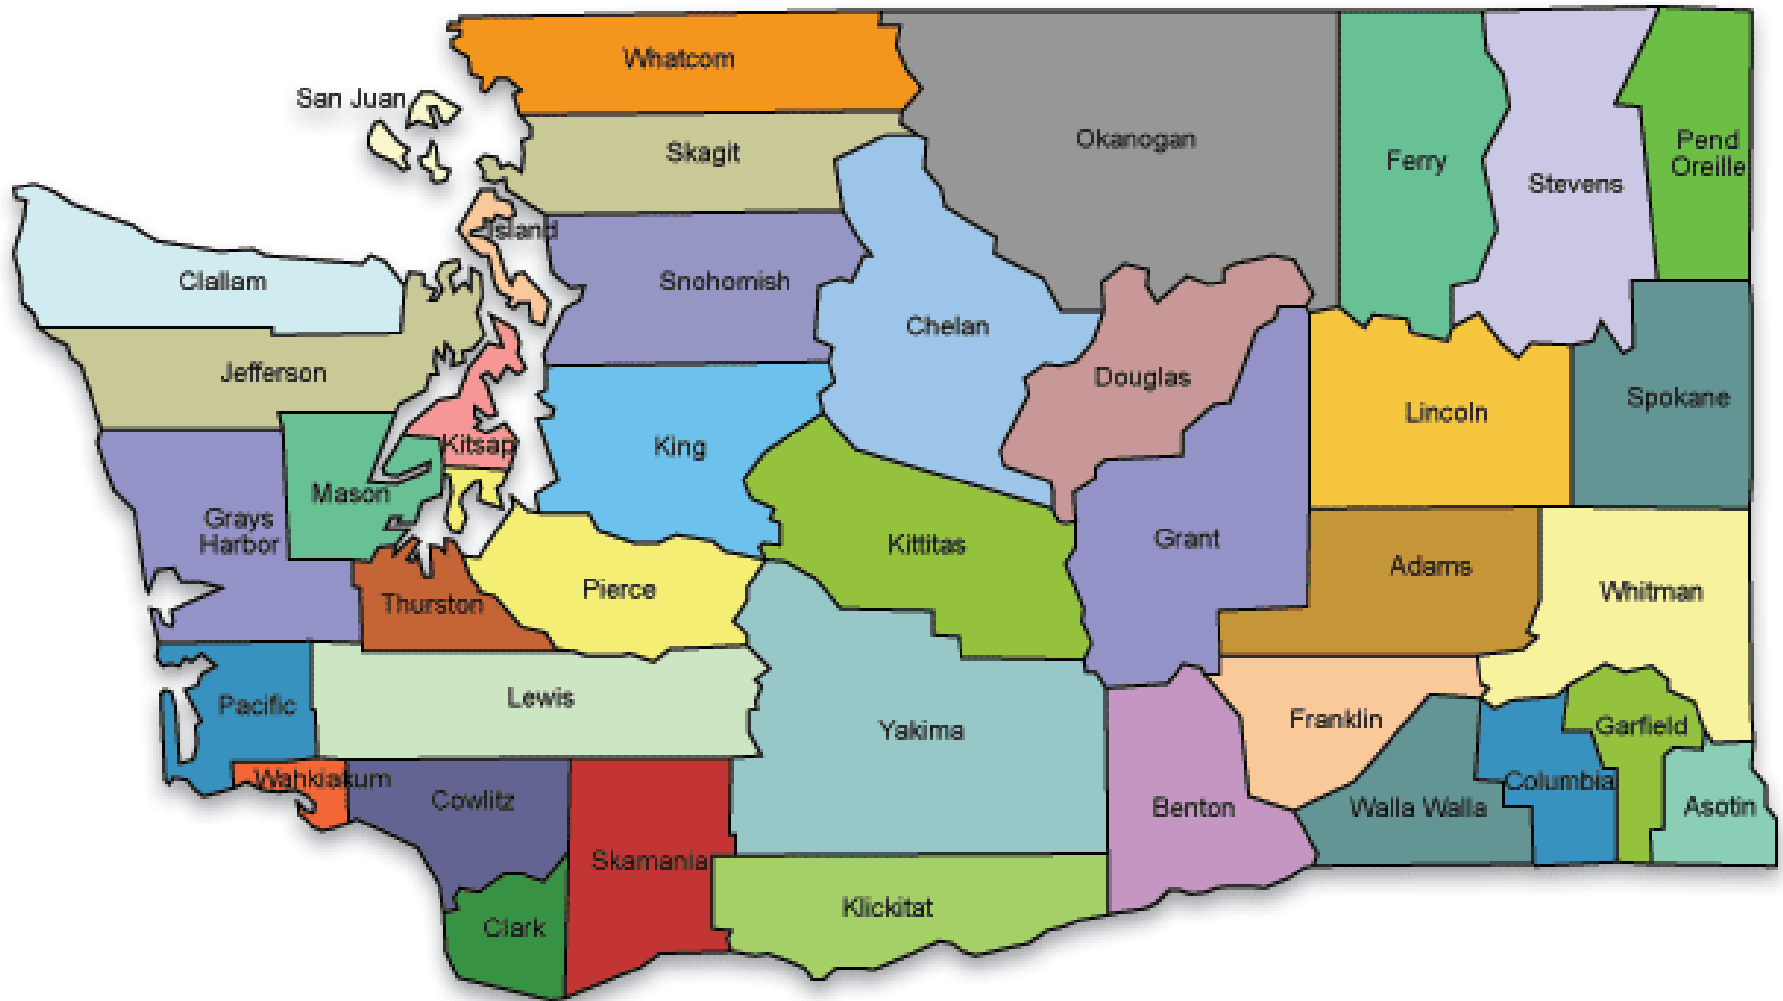 Whatcom
San Juan
Skagit
Okanogan
Ferry
Stevens
Pend
Oreille
Island
Clallam
Snohomish
Chelan
Jefferson
Douglas
Lincoln
Spokane
Kitsap
King
Mason
Grays
Harbor
Kittitas
Grant
Adams
Whitman
Thurston
Pierce
Pacific
Lewis
Yakima
Franklin
Garfield
Wahkiakum
Cowlitz
Benton
Walla Walla
Columbia
Asotin
Skamania
Klickitat
Clark